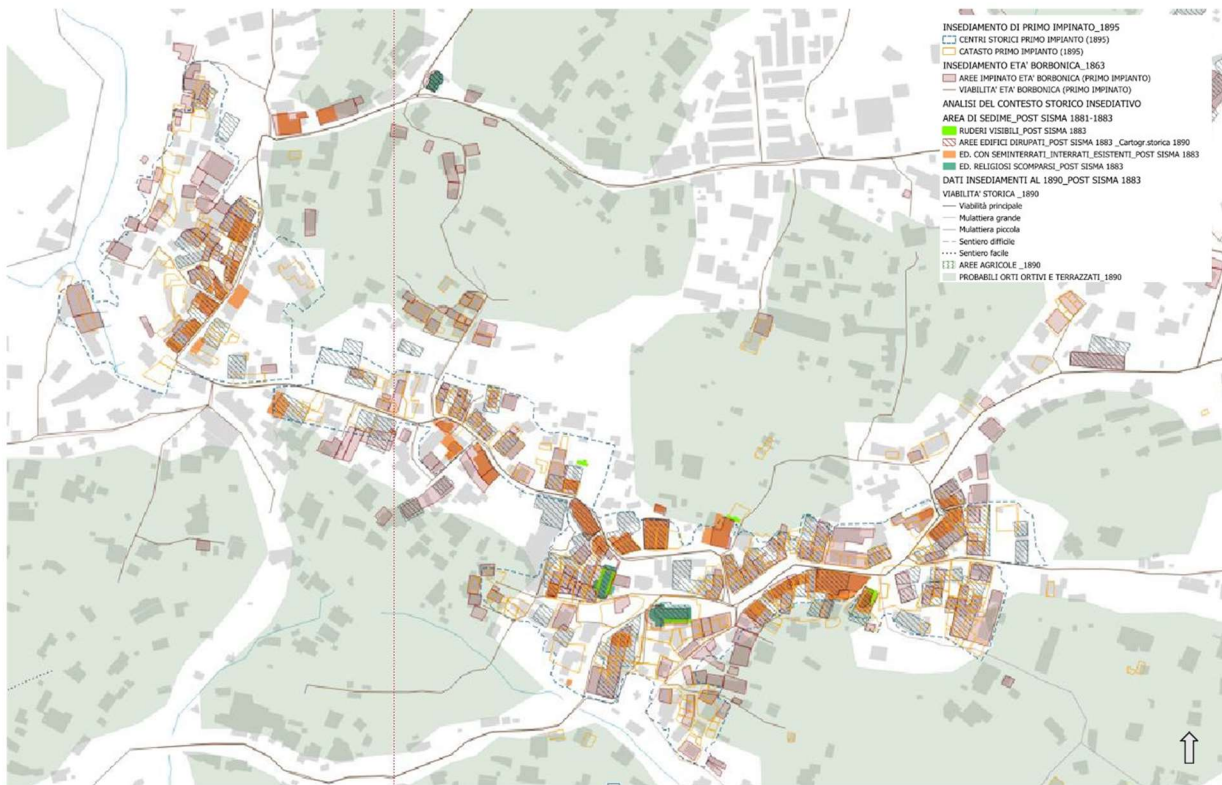 INSEDIAMENTO DI PRIMO IMPINATO_1895
CENTRI STORICI PRIMO IMPIANTO (1895)
CATASTO PRIMO IMPIANTO (1895)
INSEDIAMENTO ETA' BORBONICA_1863
AREE IMPINATO ETA' BORBONICA (PRIMO IMPIANTO)
VIABILITA' ETA' BORBONICA (PRIMO IMPINATO)
ANALISI DEL CONTESTO STORICO INSEDIATIVO
AREA DI SEDIME_POST SISMA 1881-1883
RUDERI VISIBILI_POST SISMA 1883
AREE EDIFICI DIRUPATI_POST SISMA 1883 _Cartogr.storica 1890
ED. CON SEMINTERRATI_INTERRATI_ESISTENTI_POST SISMA 1883
ED. RELIGIOSI SCOMPARSI_POST SISMA 1883
DATI INSEDIAMENTI AL 1890_POST SISMA 1883
VIABILITA' STORICA _1890
Viabilità principale
Mulattiera grande
Mulattiera piccola
Sentiero difficile
Sentiero facile
AREE AGRICOLE _1890
PROBABILI ORTI ORTIVI E TERRAZZATI_1890